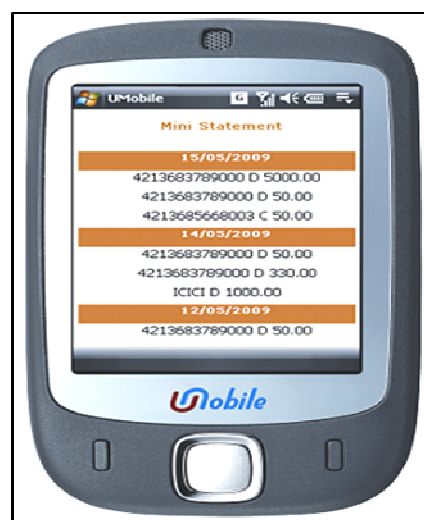 UMobile G
Mini Statement
15/05/2009
4213683789000 D 5000.00
4213683789000 D 50.00
4213685668003 C 50.00
14/05/2009
4213683789000 D 50.00
4213683789000 D 330.00
ICICI D 1000.00
12/05/2009
4213683789000 D 50.00
UMobile